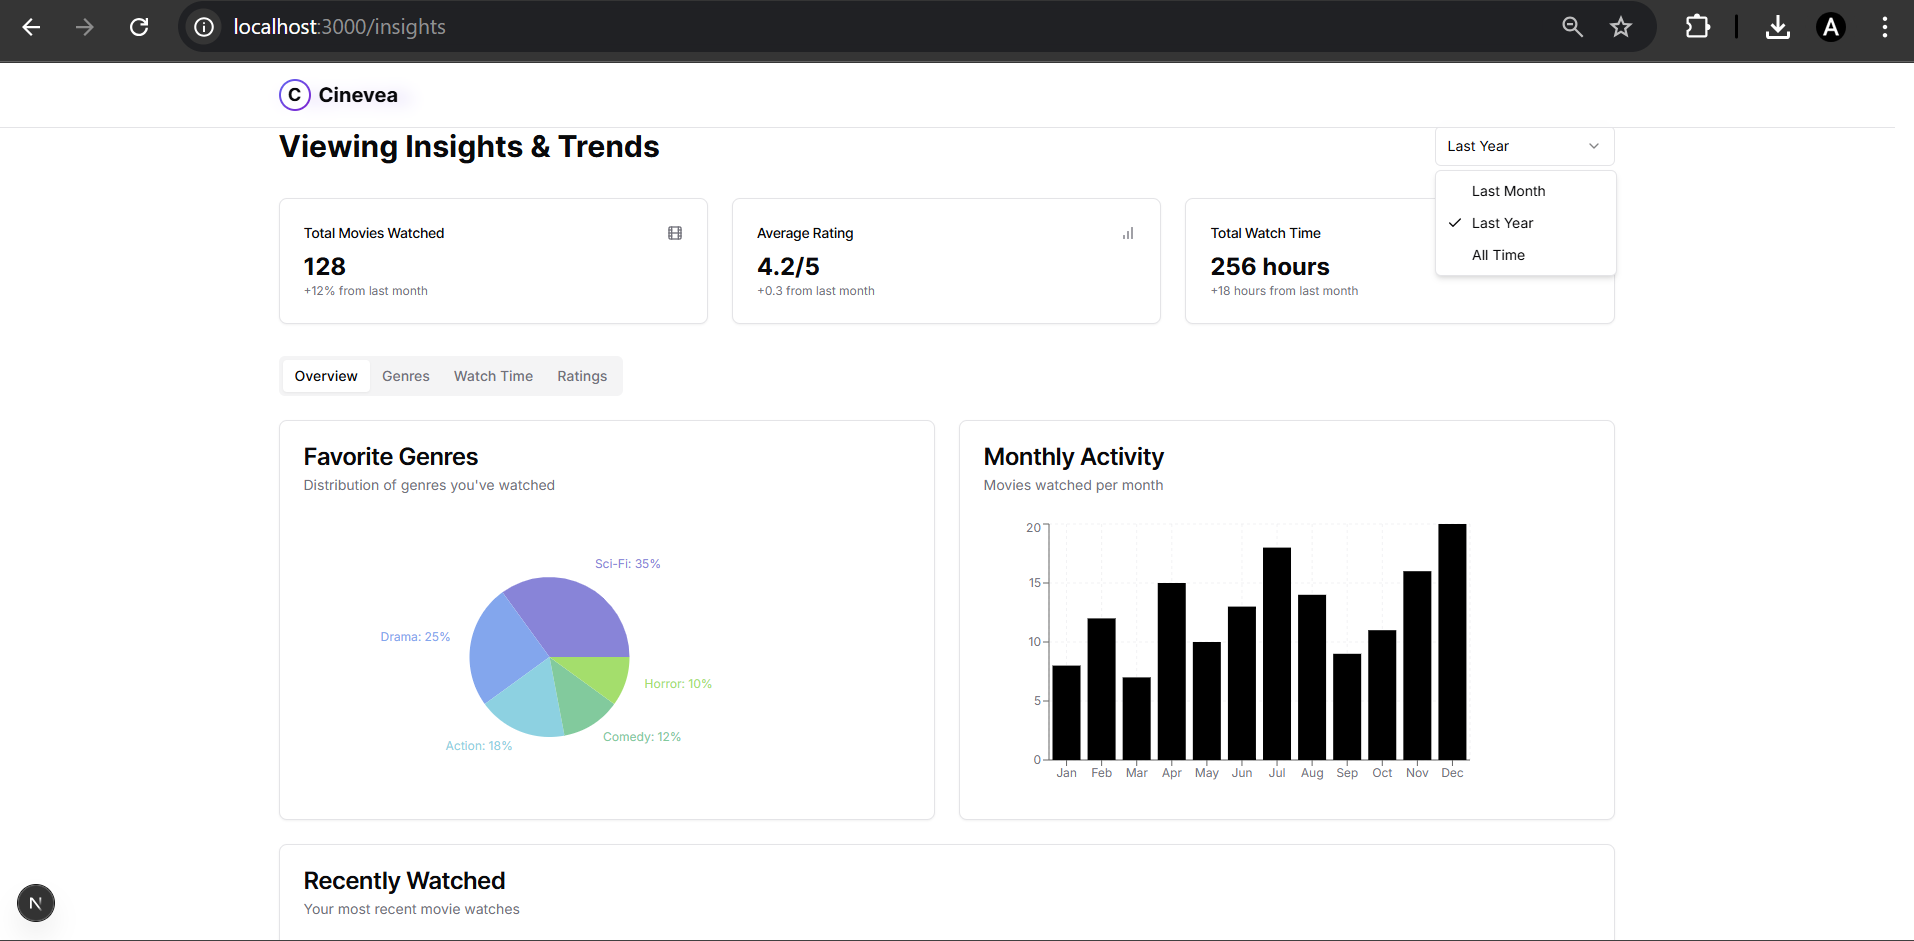 localhost:3000/insights
A
C Cinevea
Viewing Insights & Trends
Last Year
Last Month
Last Year
All Time
Total Movies Watched
128
+12% from last month
Average Rating
4.2/5
+0.3 from last month
Total Watch Time
256 hours
+18 hours from last month
Overview Genres Watch Time Ratings
Favorite Genres
Distribution of genres you've watched
Sci-Fi: 35%
Drama: 25%
Horror: 10%
Comedy: 12%
Action: 18%
Monthly Activity
Movies watched per month
20
15
10
5
0
Jan Feb Mar Apr May Jun Jul Aug Sep Oct Nov Dec
Recently Watched
Your most recent movie watches
N